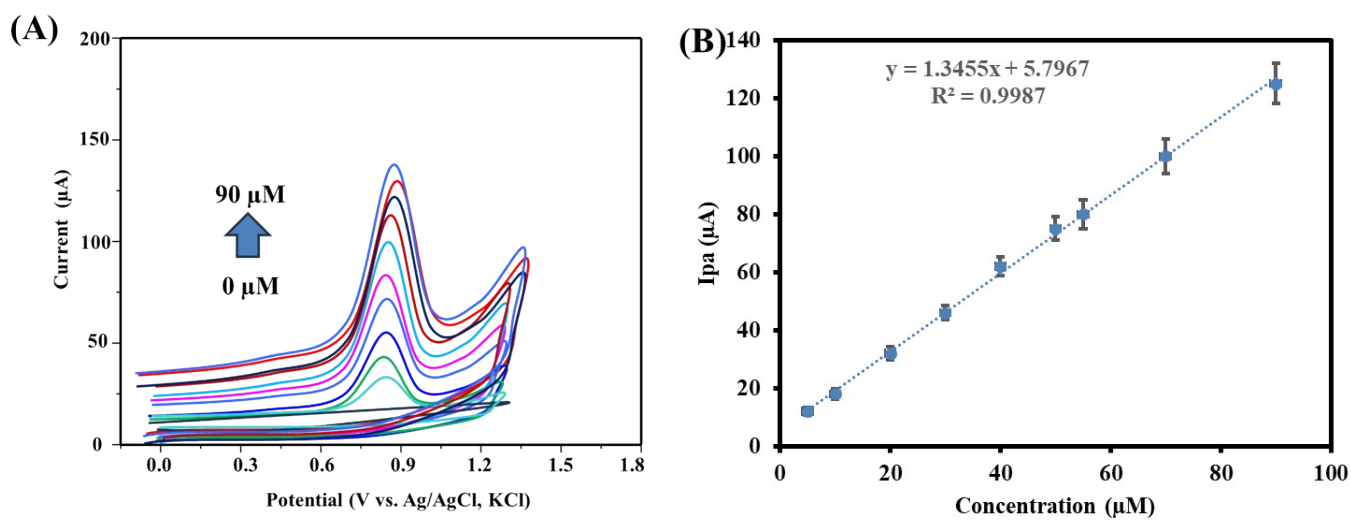 (A)
200
150
100
50
0
Current (µA)
90 µM
0 µM
0.0 0.3 0.6 0.9 1.2 1.5 1.8
Potential (V vs. Ag/AgCl, KCl)
(B)
140
120
100
80
60
40
20
0
Ipa (µA)
y = 1.3455x + 5.7967
R² = 0.9987
0 20 40 60 80 100
Concentration (µM)